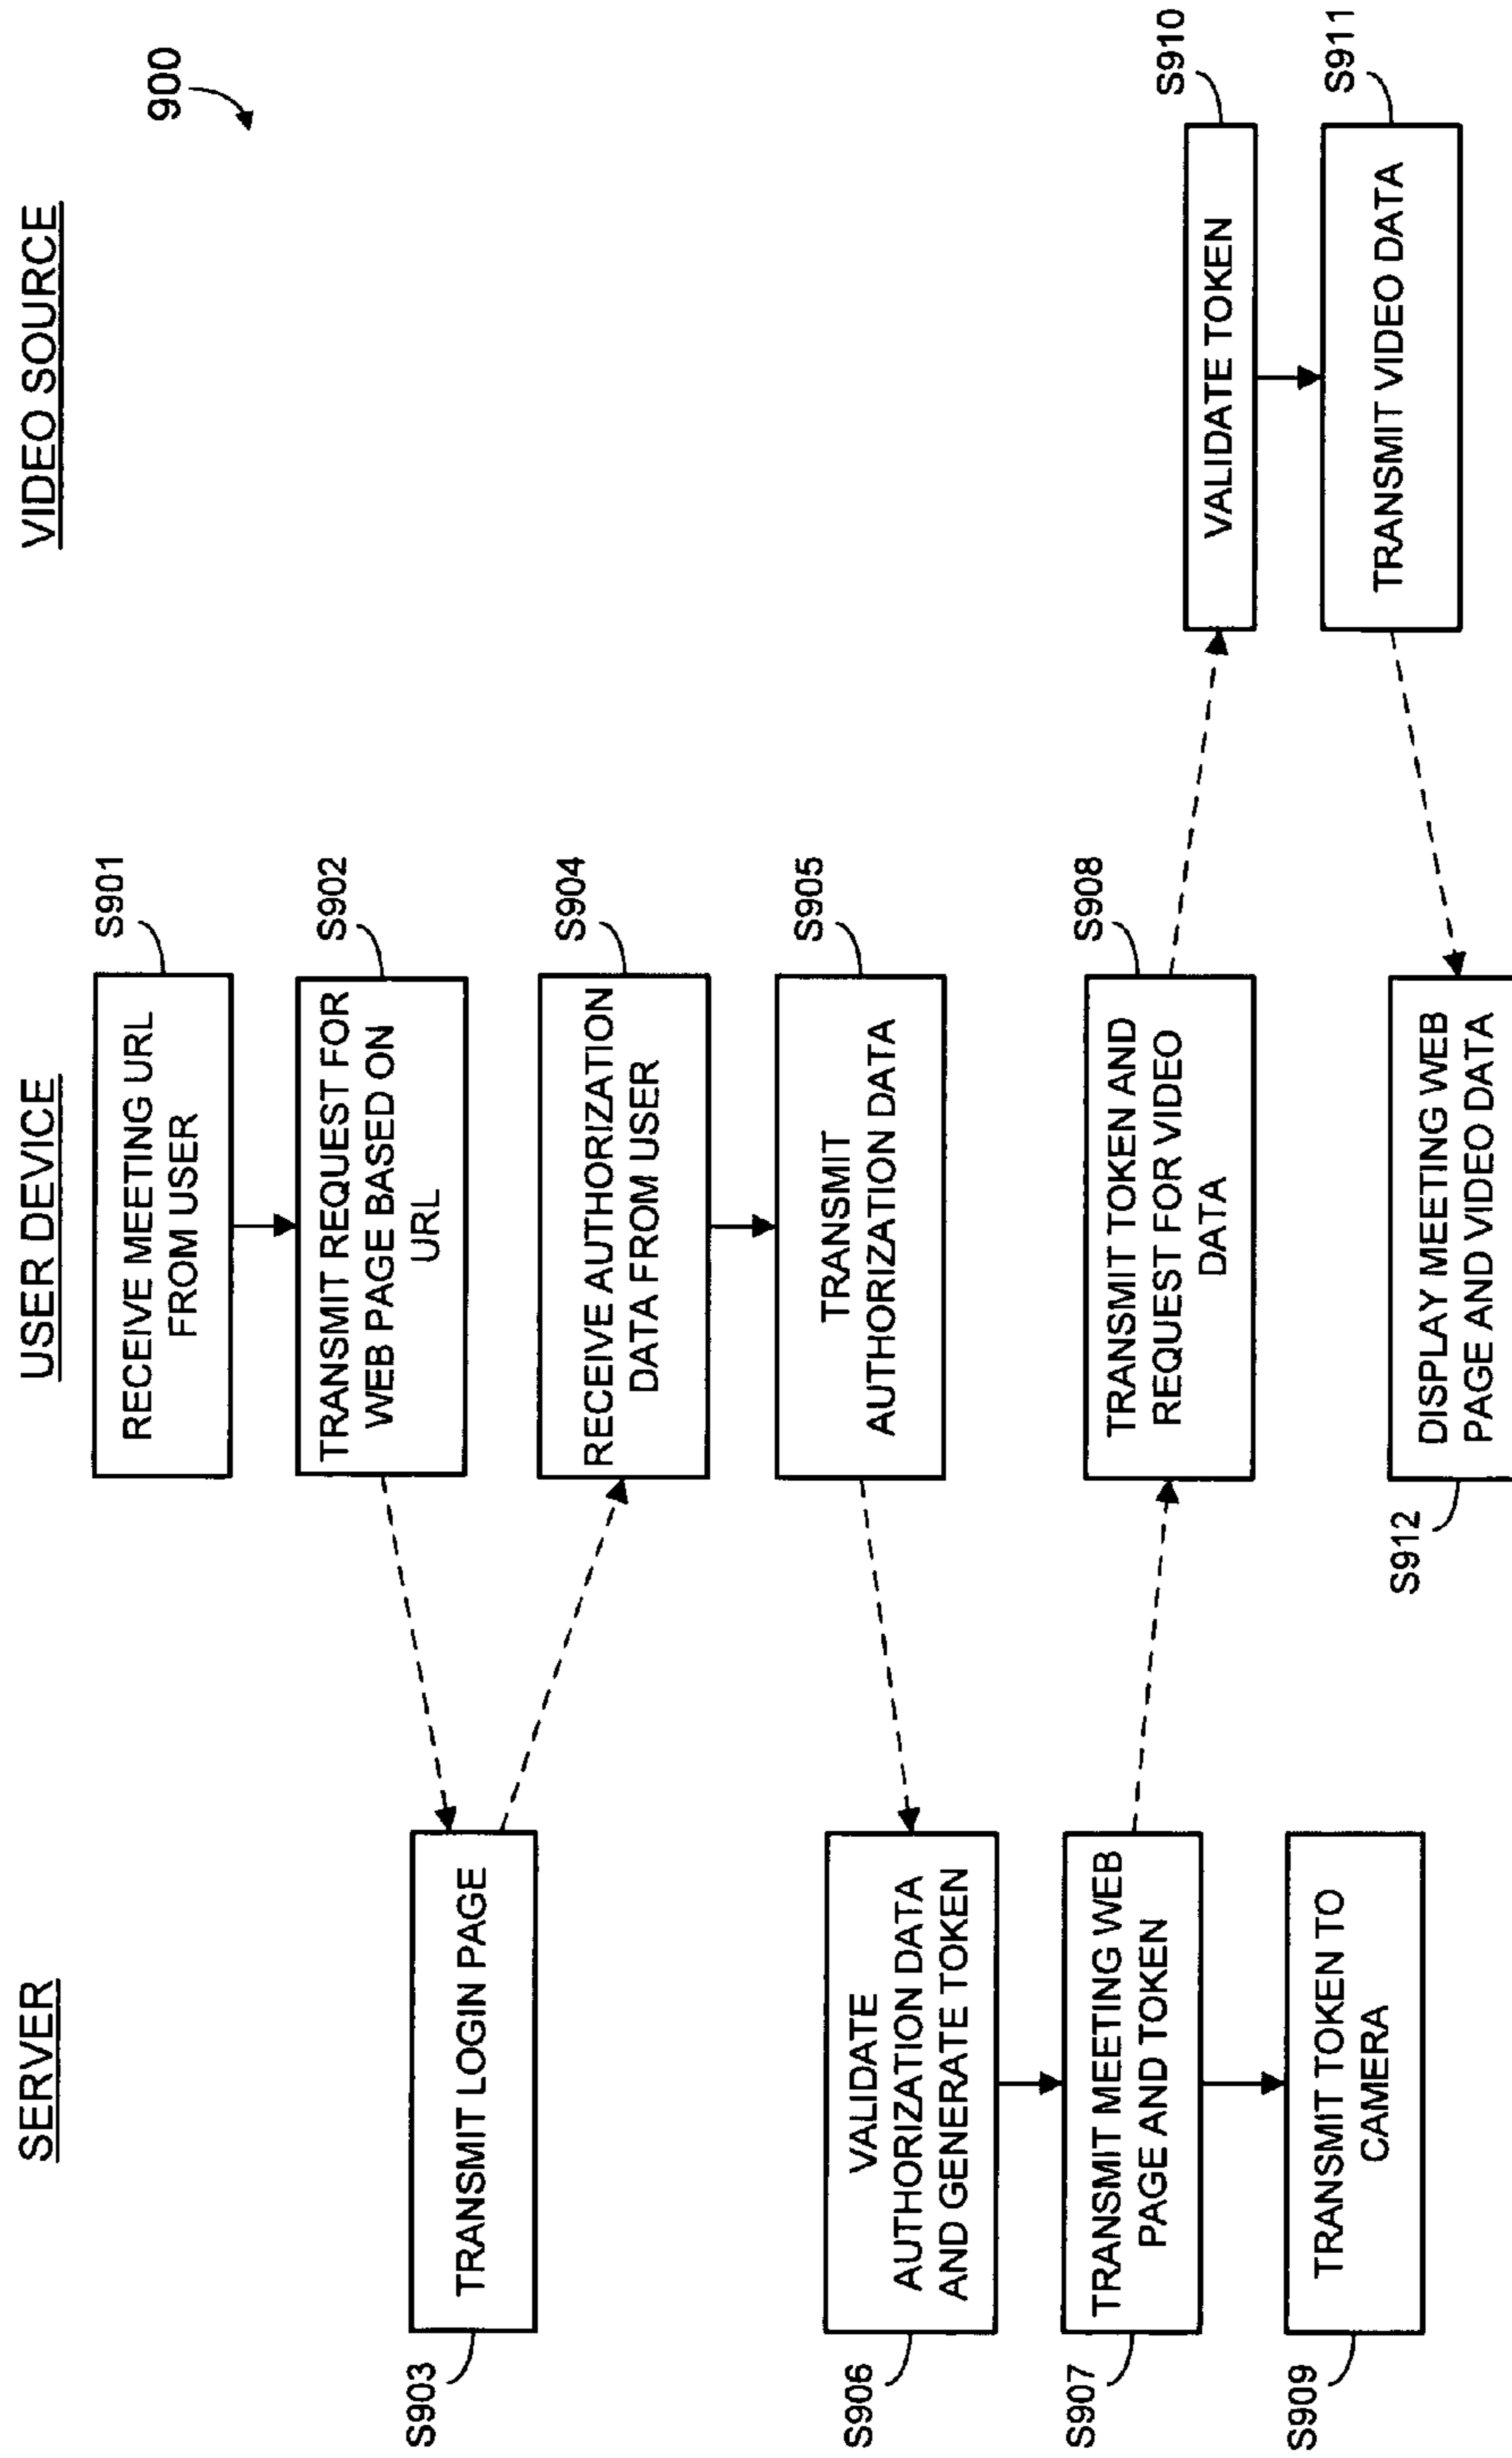 900
SERVER
USER DEVICE
VIDEO SOURCE
S901
RECEIVE MEETING URL
FROM USER
S902
TRANSMIT REQUEST FOR
WEB PAGE BASED ON
URL
S903
TRANSMIT LOGIN PAGE
S904
RECEIVE AUTHORIZATION
DATA FROM USER
S905
TRANSMIT
AUTHORIZATION DATA
S906
VALIDATE
AUTHORIZATION DATA
AND GENERATE TOKEN
S907
TRANSMIT MEETING WEB
PAGE AND TOKEN
S908
TRANSMIT TOKEN AND
REQUEST FOR VIDEO
DATA
S909
TRANSMIT TOKEN TO
CAMERA
S910
VALIDATE TOKEN
S911
TRANSMIT VIDEO DATA
S912
DISPLAY MEETING WEB
PAGE AND VIDEO DATA